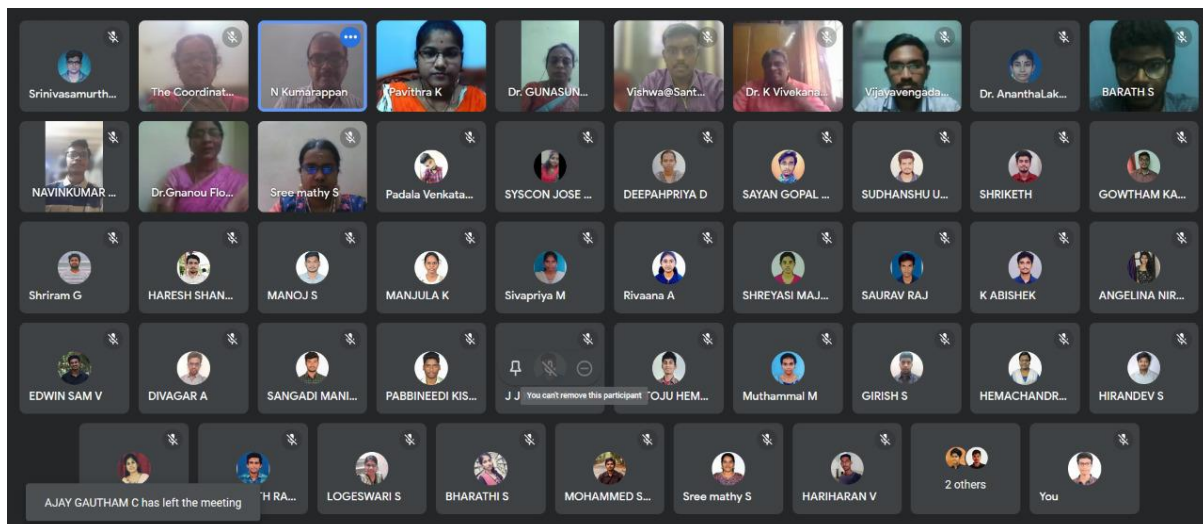 Srinivasamurth...
The Coordinat...
N Kumarappan
Pavithra K
Dr. GUNASUN...
Vishwa@Sant...
Dr. K Vivekana...
Vijayavengada...
Dr. AnanthaLak...
BARATH S
NAVINKUMAR ...
Dr.Gnanou Flo...
Sree mathy S
Padala Venkata...
SYSCON JOSE ...
DEEPAHPRIYA D
SAYAN GOPAL ...
SUDHANSHU U...
SHRIKETH
GOWTHAM KA...
Shriram G
HARESH SHAN...
MANOJ S
MANJULA K
Sivapriya M
Rivaana A
SHREYASI MAJ...
SAURAV RAJ
K ABISHEK
ANGELINA NIR...
EDWIN SAM V
DIVAGAR A
SANGADI MANI...
PABBINEEDI KIS...
J J
You can't remove this participant
OJU HEM...
Muthammal M
GIRISH S
HEMACHANDR...
HIRANDEV S
AJAY GAUTHAM C has left the meeting
TH RA...
LOGESWARI S
BHARATHI S
MOHAMMED S...
Sree mathy S
HARIHARAN V
2 others
You